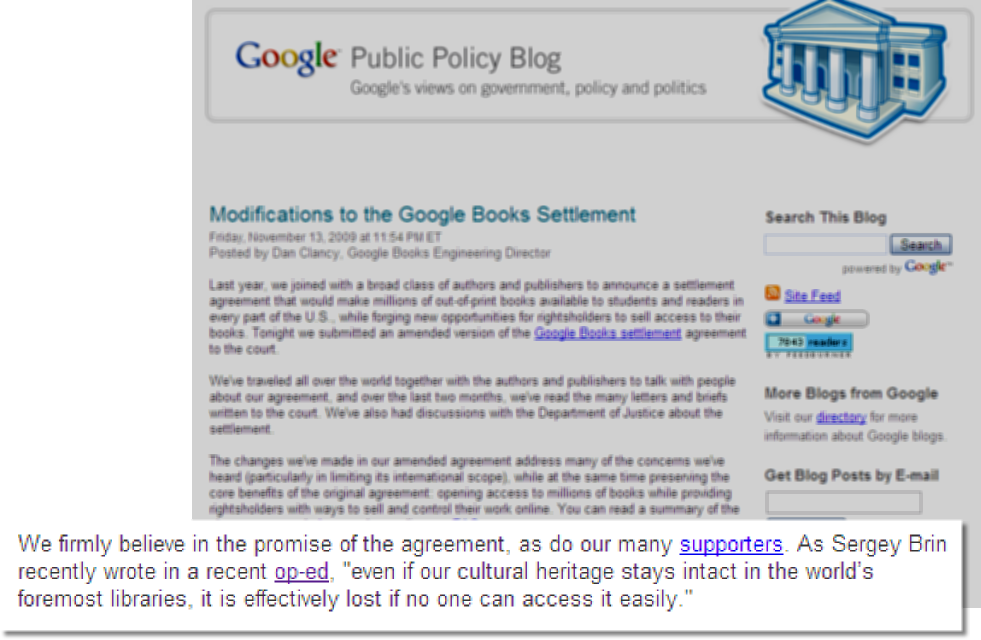 Google Public Policy Blog
Google's views on government, policy and politics
Modifications to the Google Books Settlement
Friday, November 13, 2009 at 11:54 PM ET
Posted by Dan Clancy, Google Books Engineering Director
Last year, we joined with a broad class of authors and publishers to announce a settlement
agreement that would make millions of out-of-print books available to students and readers in
every part of the U.S., while forging new opportunities for rightsholders to sell access to their
books. Tonight we submitted an amended version of the Google Books settlement agreement
to the court.
We've traveled all over the world together with the authors and publishers to talk with people
about our agreement, and over the last two months, we've read the many letters and briefs
written to the court. We've also had discussions with the Department of Justice about the
settlement.
The changes we've made in our amended agreement address many of the concerns we've
heard (particularly in limiting its international scope), while at the same time preserving the
core benefits of the original agreement: opening access to millions of books while providing
rightsholders with ways to sell and control their work online. You can read a summary of the
Search This Blog
Search
powered by Google™
Site Feed
Google
7843 readers
BY FEEDBURNER
More Blogs from Google
Visit our directory for more
information about Google blogs.
Get Blog Posts by E-mail
We firmly believe in the promise of the agreement, as do our many supporters. As Sergey Brin
recently wrote in a recent op-ed, "even if our cultural heritage stays intact in the world's
foremost libraries, it is effectively lost if no one can access it easily."